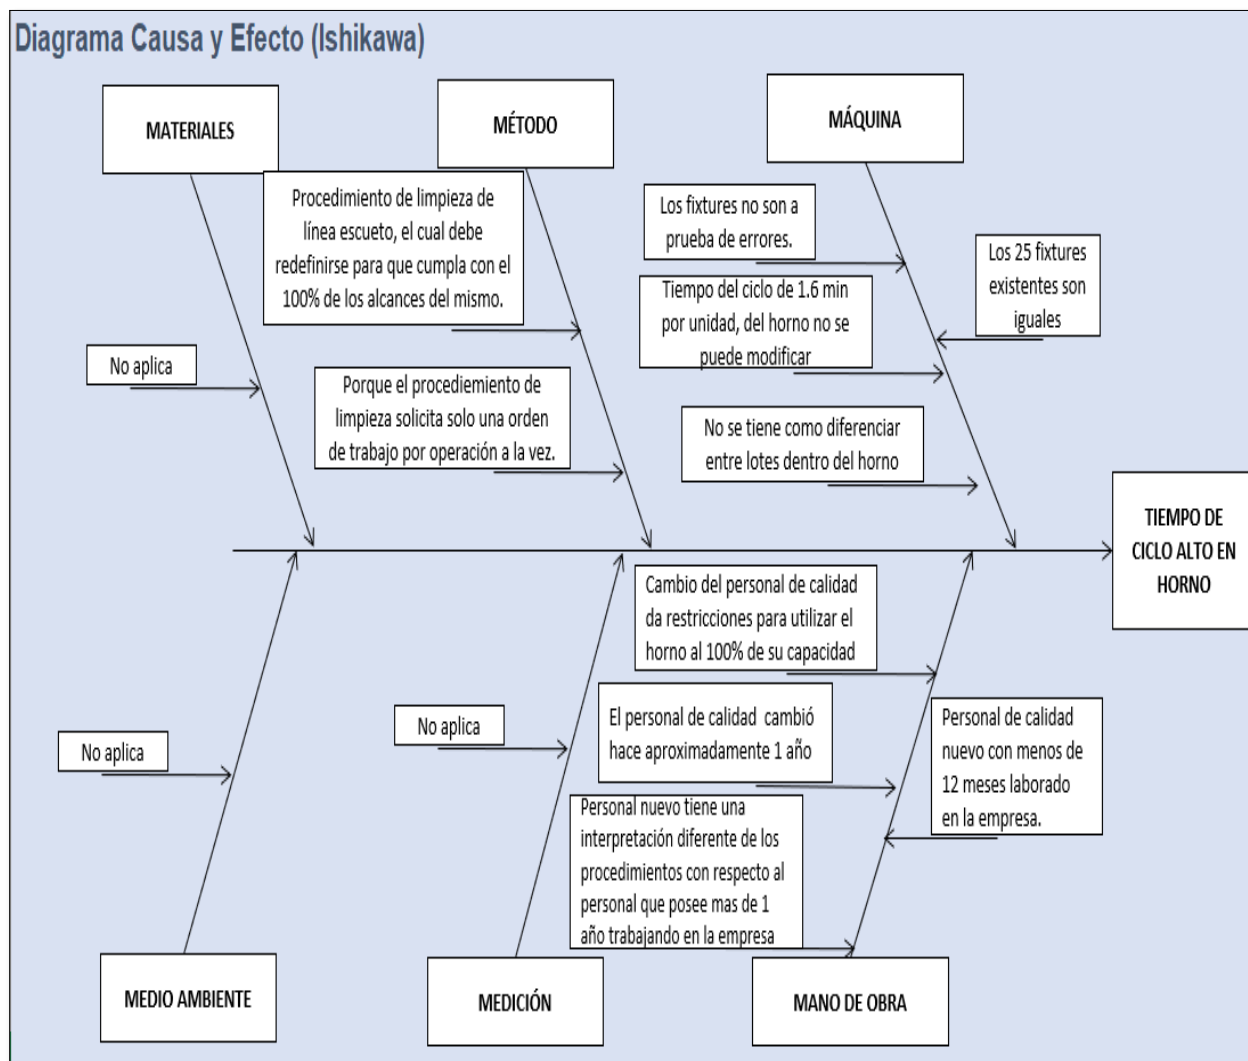 Diagrama Causa y Efecto (Ishikawa)
MATERIALES
MÉTODO
MÁQUINA
Procedimiento de limpieza de
línea escueto, el cual debe
redefinirse para que cumpla con el
100% de los alcances del mismo.
Los fixtures no son a
prueba de errores.
Los 25 fixtures
existentes son
iguales
Tiempo del ciclo de 1.6 min
por unidad, del horno no se
puede modificar
No aplica
Porque el procediemiento de
limpieza solicita solo una orden
de trabajo por operación a la vez.
No se tiene como diferenciar
entre lotes dentro del horno
TIEMPO DE
CICLO ALTO EN
HORNO
Cambio del personal de calidad
da restricciones para utilizar el
horno al 100% de su capacidad
No aplica
No aplica
El personal de calidad cambió
hace aproximadamente 1 año
Personal de calidad
nuevo con menos de
12 meses laborado
en la empresa.
Personal nuevo tiene una
interpretación diferente de los
procedimientos con respecto al
personal que posee mas de 1
año trabajando en la empresa
MEDIO AMBIENTE
MEDICIÓN
MANO DE OBRA